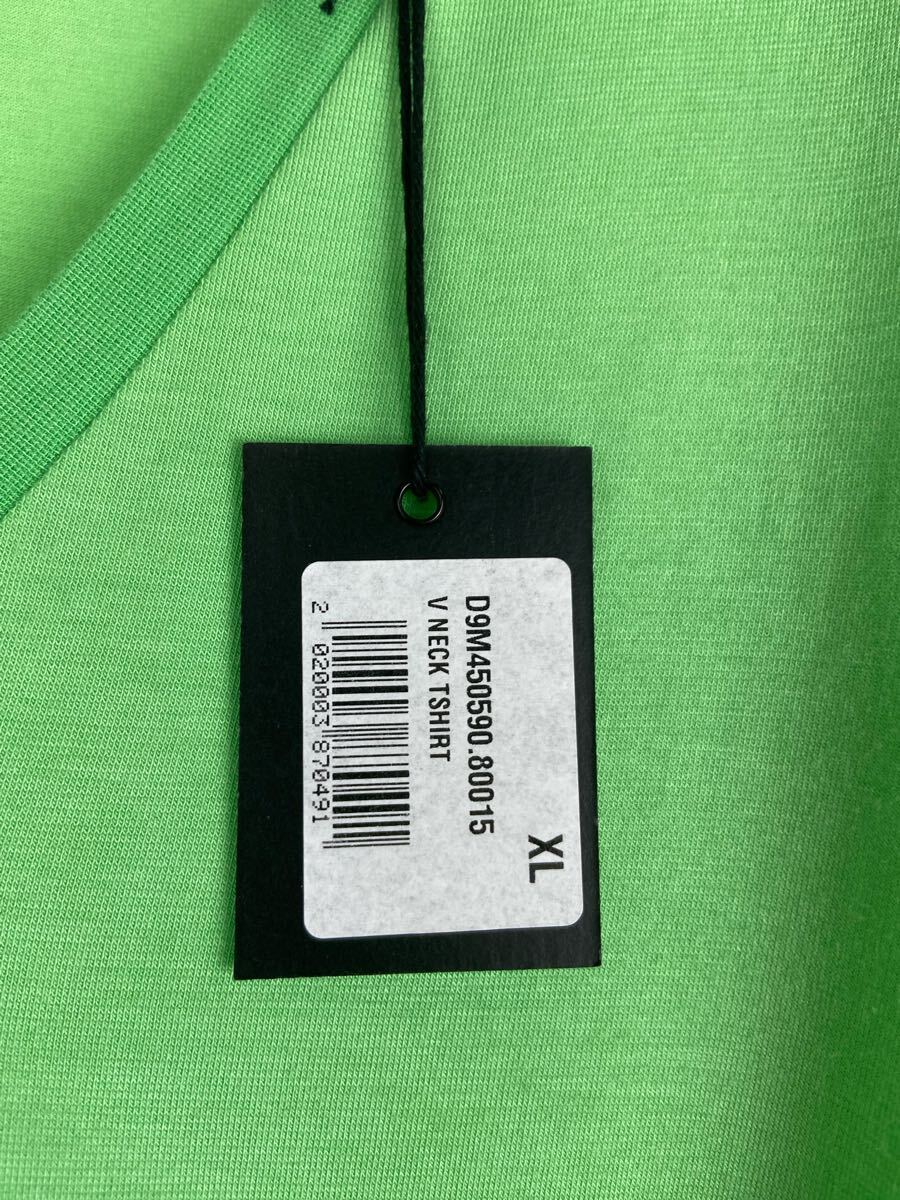 D9M450590.80015
V NECK TSHIRT
XL
2 020003 870491